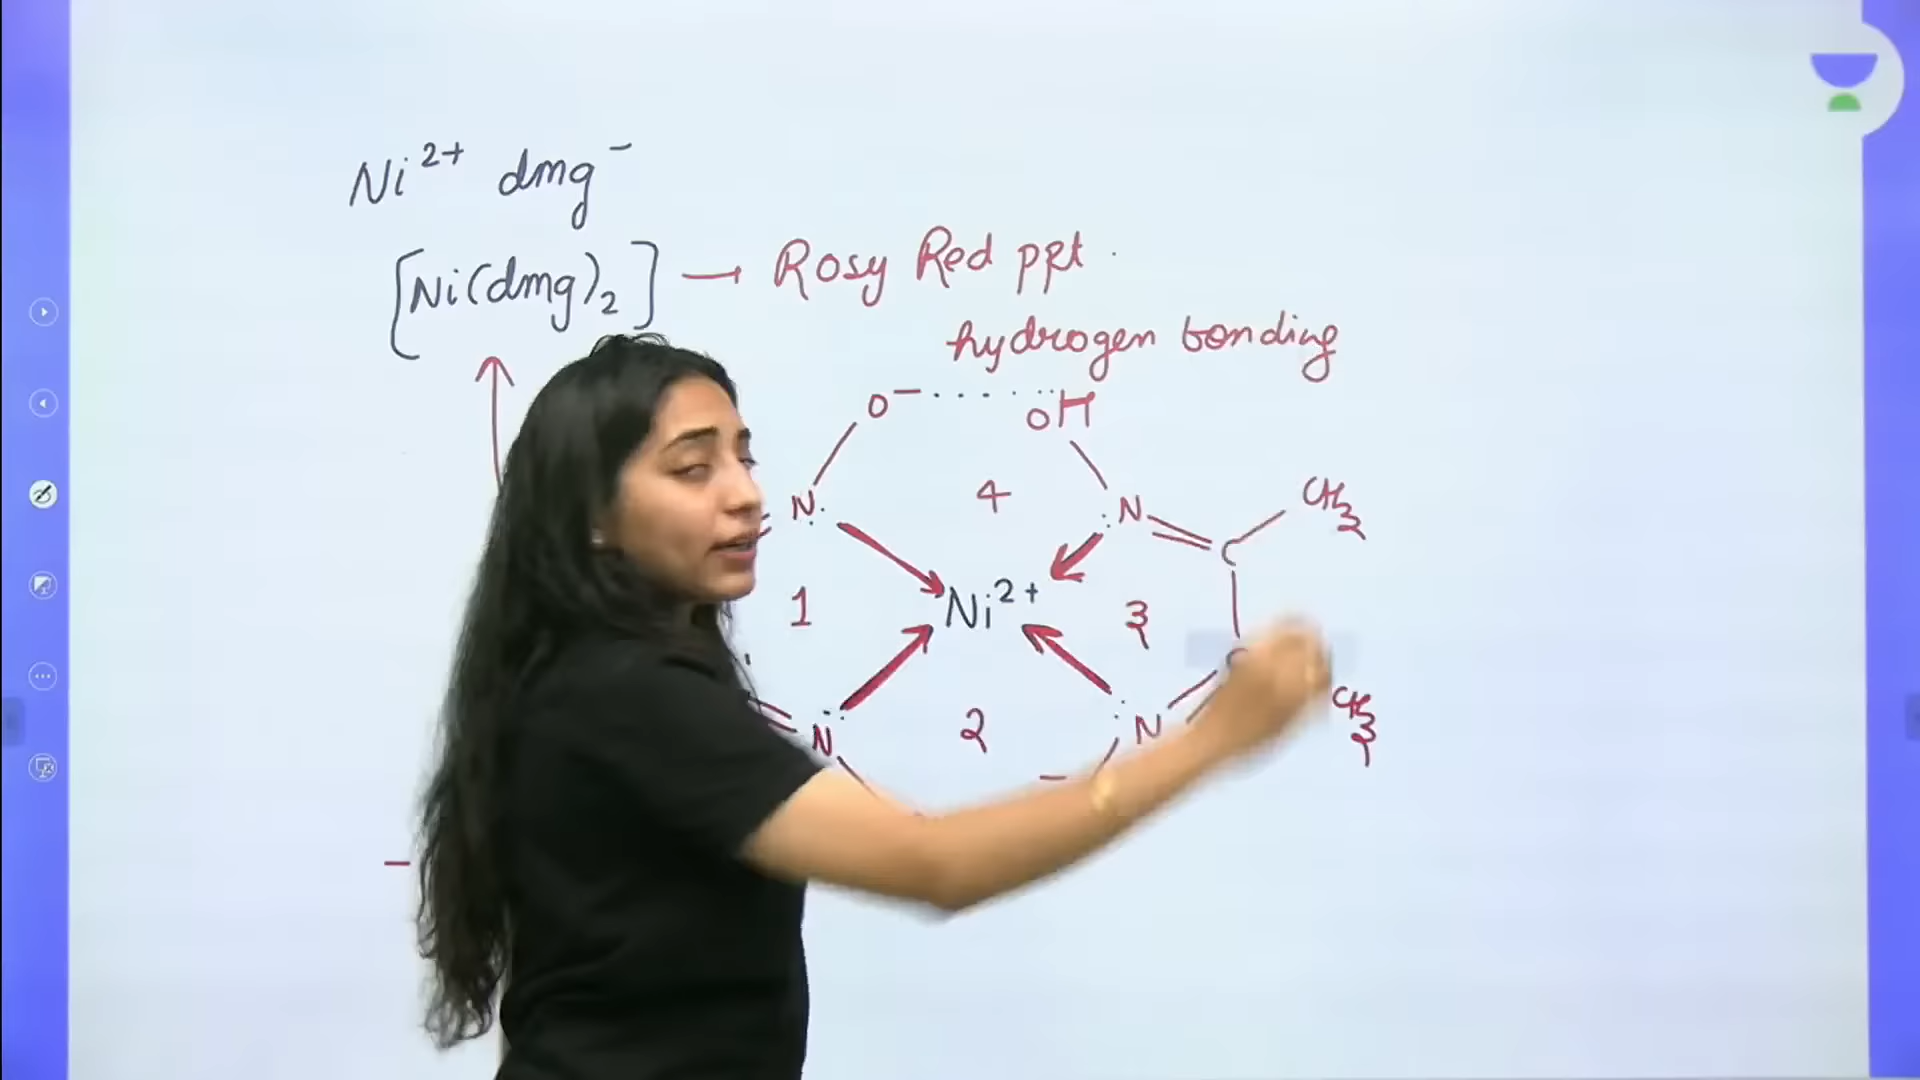 Ni²⁺ dmg⁻
[Ni(dmg)₂] → Rosy Red ppt.
hydrogen bonding
O⁻ ····· OH
N: 4 :N CH₃
C
1 Ni²⁺ 3
C
N 2 N CH₃